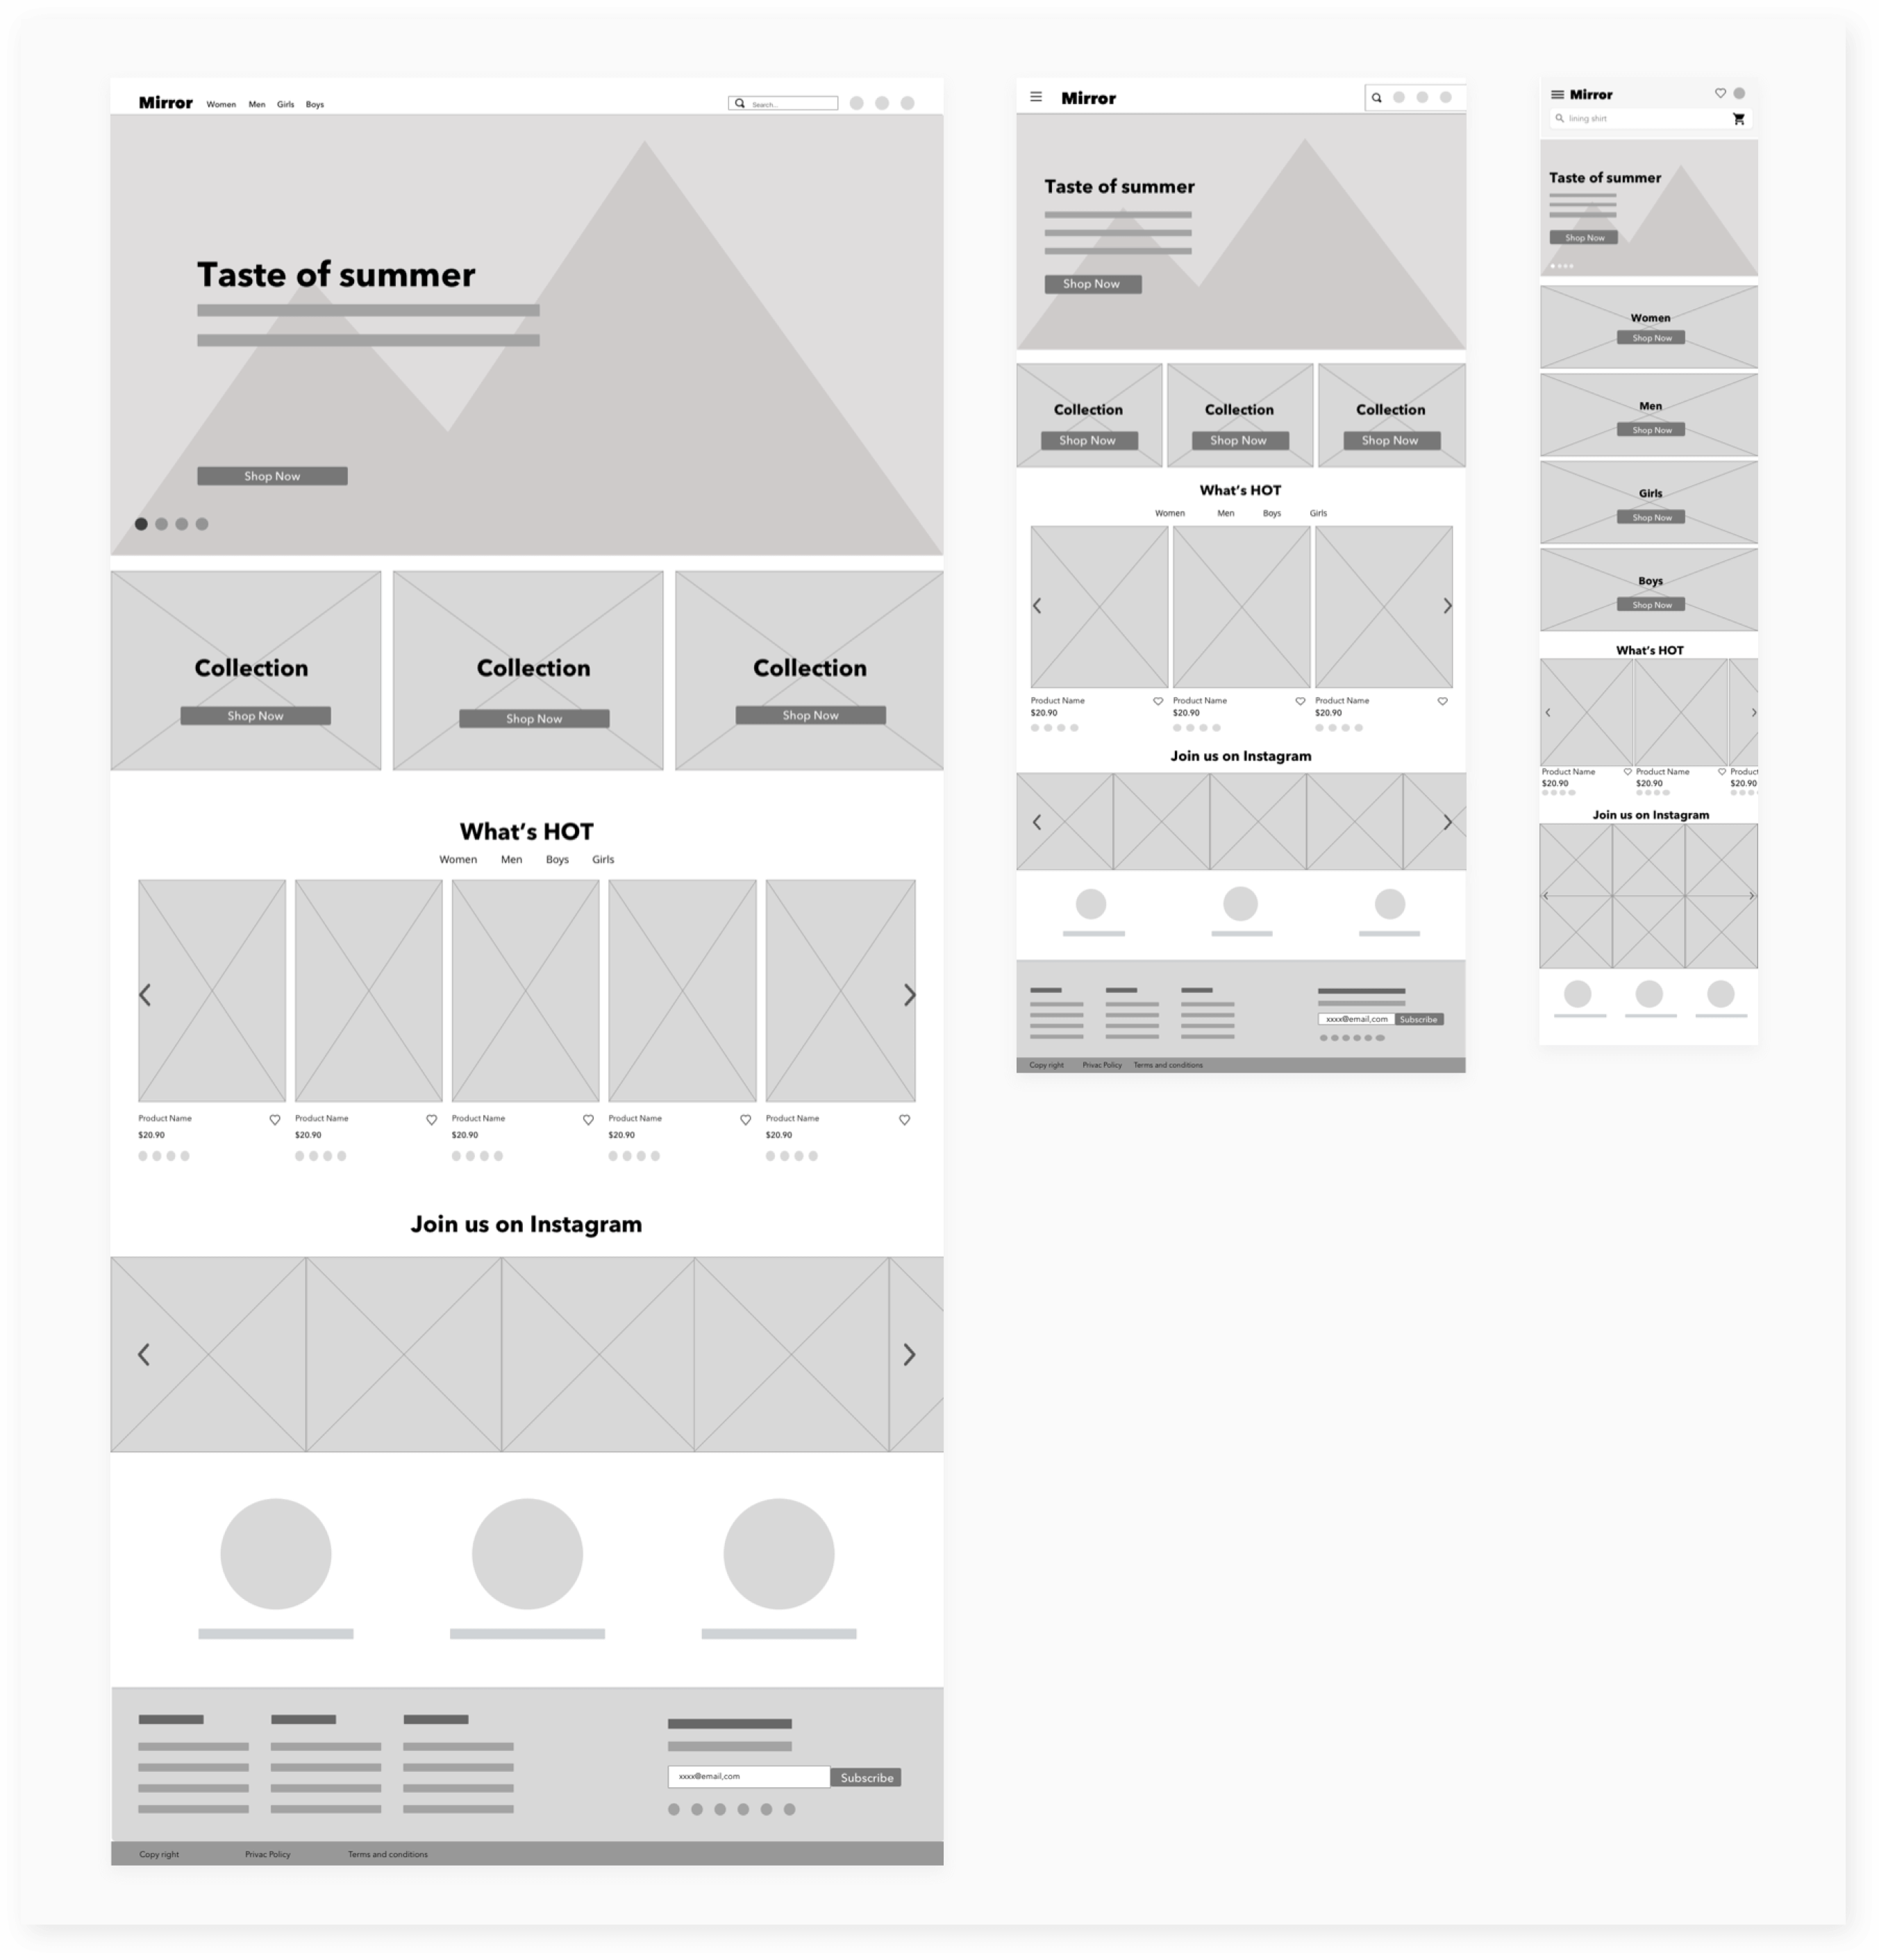 Mirror Women Men Girls Boys
Search...
Taste of summer
Shop Now
Collection Collection Collection
Shop Now Shop Now Shop Now
What's HOT
Women Men Boys Girls
Product Name Product Name Product Name Product Name Product Name
$20.90 $20.90 $20.90 $20.90 $20.90
Join us on Instagram
xxxx@email,com Subscribe
Copy right Privac Policy Terms and conditions
Mirror
Taste of summer
Shop Now
Collection Collection Collection
Shop Now Shop Now Shop Now
What's HOT
Women Men Boys Girls
Product Name Product Name Product Name
$20.90 $20.90 $20.90
Join us on Instagram
xxxx@email,com Subscribe
Copy right Privac Policy Terms and conditions
Mirror
lining shirt
Taste of summer
Shop Now
Women
Shop Now
Men
Shop Now
Girls
Shop Now
Boys
Shop Now
What's HOT
Product Name Product Name Product
$20.90 $20.90 $20.90
Join us on Instagram